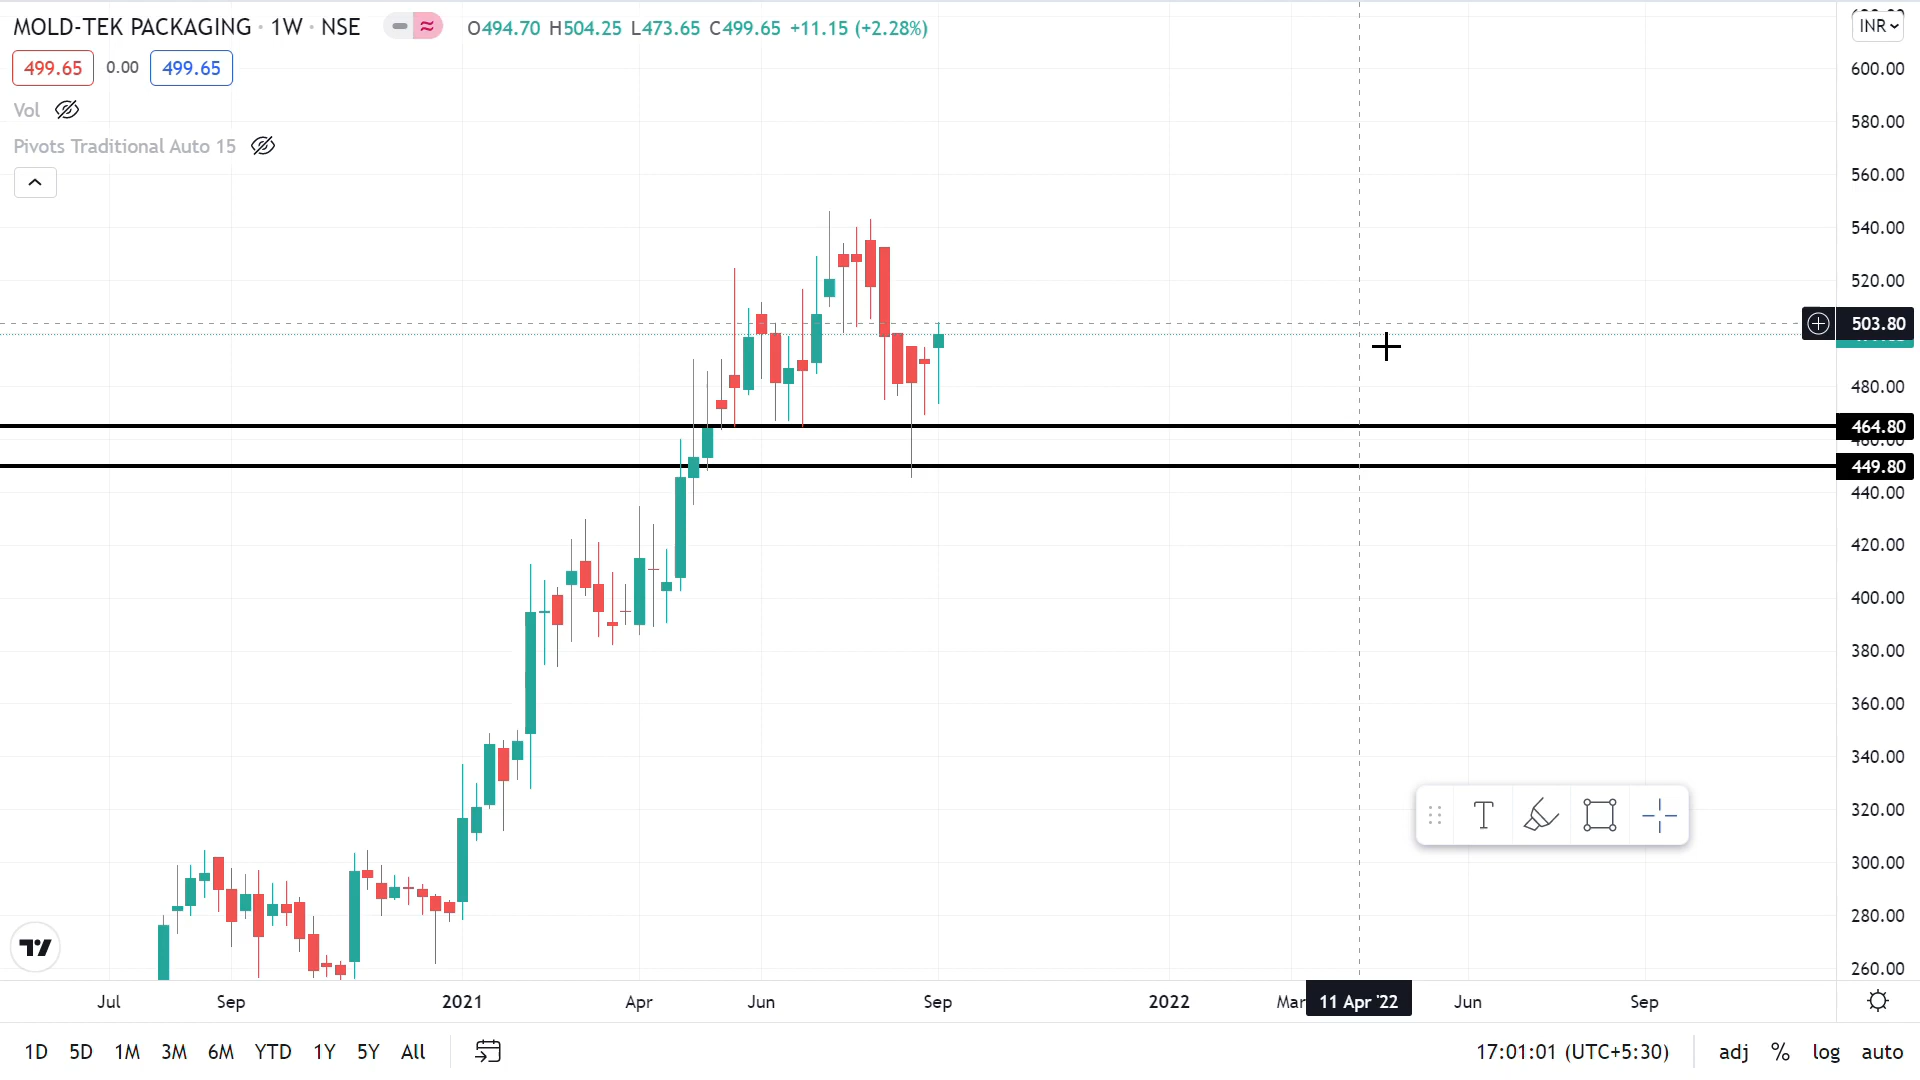 MOLD-TEK PACKAGING · 1W · NSE O494.70 H504.25 L473.65 C499.65 +11.15 (+2.28%)
INR
499.65 0.00 499.65
Vol
Pivots Traditional Auto 15
600.00
580.00
560.00
540.00
520.00
503.80
480.00
464.80
460.00
449.80
440.00
420.00
400.00
380.00
360.00
340.00
320.00
300.00
280.00
260.00
Jul Sep 2021 Apr Jun Sep 2022 Mar 11 Apr '22 Jun Sep
1D 5D 1M 3M 6M YTD 1Y 5Y All 17:01:01 (UTC+5:30) adj % log auto